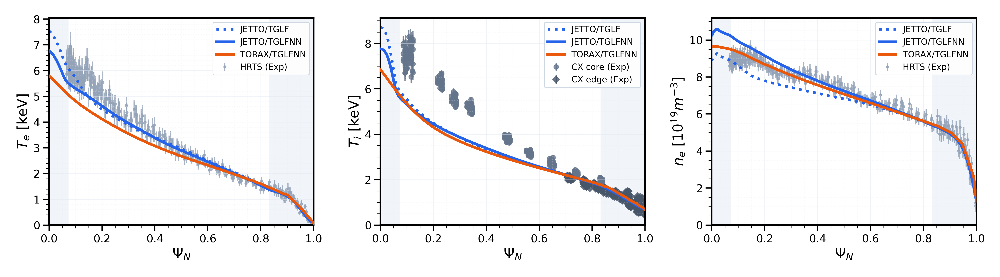 8
7
6
5
4
3
2
1
0
T_e [keV]
JETTO/TGLF
JETTO/TGLFNN
TORAX/TGLFNN
HRTS (Exp)
0.0 0.2 0.4 0.6 0.8 1.0
Ψ_N
8
6
4
2
0
T_i [keV]
JETTO/TGLF
JETTO/TGLFNN
TORAX/TGLFNN
CX core (Exp)
CX edge (Exp)
0.0 0.2 0.4 0.6 0.8 1.0
Ψ_N
10
8
6
4
2
0
n_e [10^19 m^−3]
JETTO/TGLF
JETTO/TGLFNN
TORAX/TGLFNN
HRTS (Exp)
0.0 0.2 0.4 0.6 0.8 1.0
Ψ_N